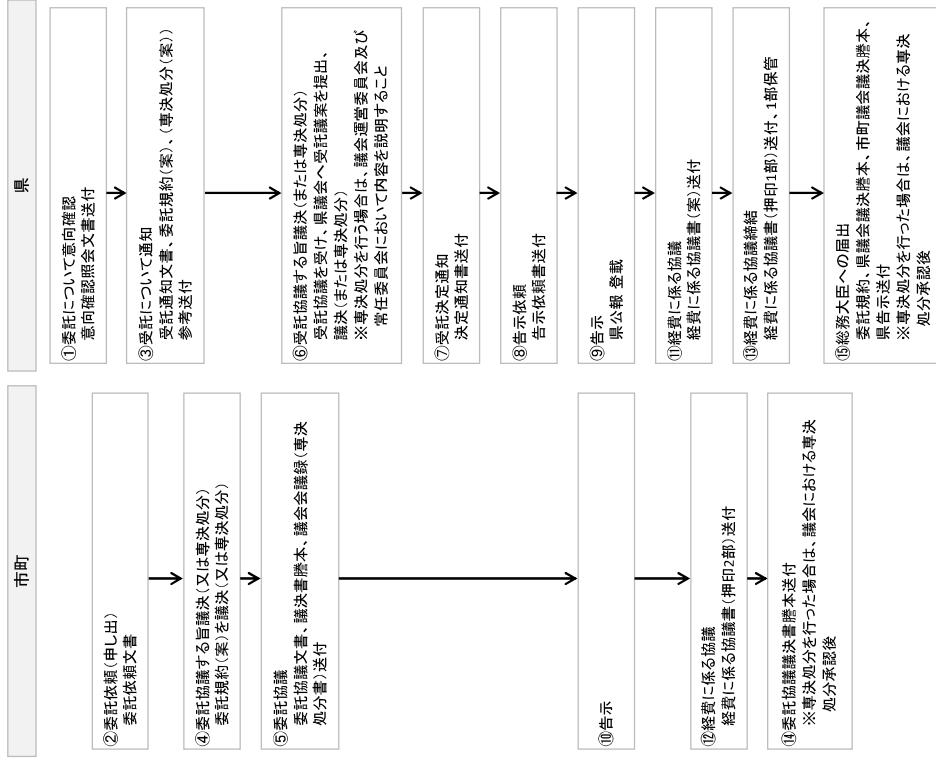 市町
②委託依頼(申し出)
委託依頼文書
④委託協議する旨議決(又は専決処分)
委託規約(案)を議決(又は専決処分)
⑤委託協議
委託協議文書、議決書謄本、議会会議録(専決
処分書)送付
⑩告示
⑫経費に係る協議
経費に係る協議書(押印2部)送付
⑭委託協議議決書謄本送付
※専決処分を行った場合は、議会における専決
処分承認後
県
①委託について意向確認
意向確認照会文書送付
③受託について通知
受託通知文書、委託規約(案)、(専決処分(案))
参考送付
⑥受託協議する旨議決(または専決処分)
受託協議を受け、県議会へ受託議案を提出、
議決(または専決処分)
※専決処分を行う場合は、議会運営委員会及び
常任委員会において内容を説明すること
⑦受託決定通知
決定通知書送付
⑧告示依頼
告示依頼書送付
⑨告示
県公報 登載
⑪経費に係る協議
経費に係る協議書(案)送付
⑬経費に係る協議締結
経費に係る協議書(押印1部)送付、1部保管
⑮総務大臣への届出
委託規約、県議会議決謄本、市町議会議決謄本、
県告示送付
※専決処分を行った場合は、議会における専決
処分承認後